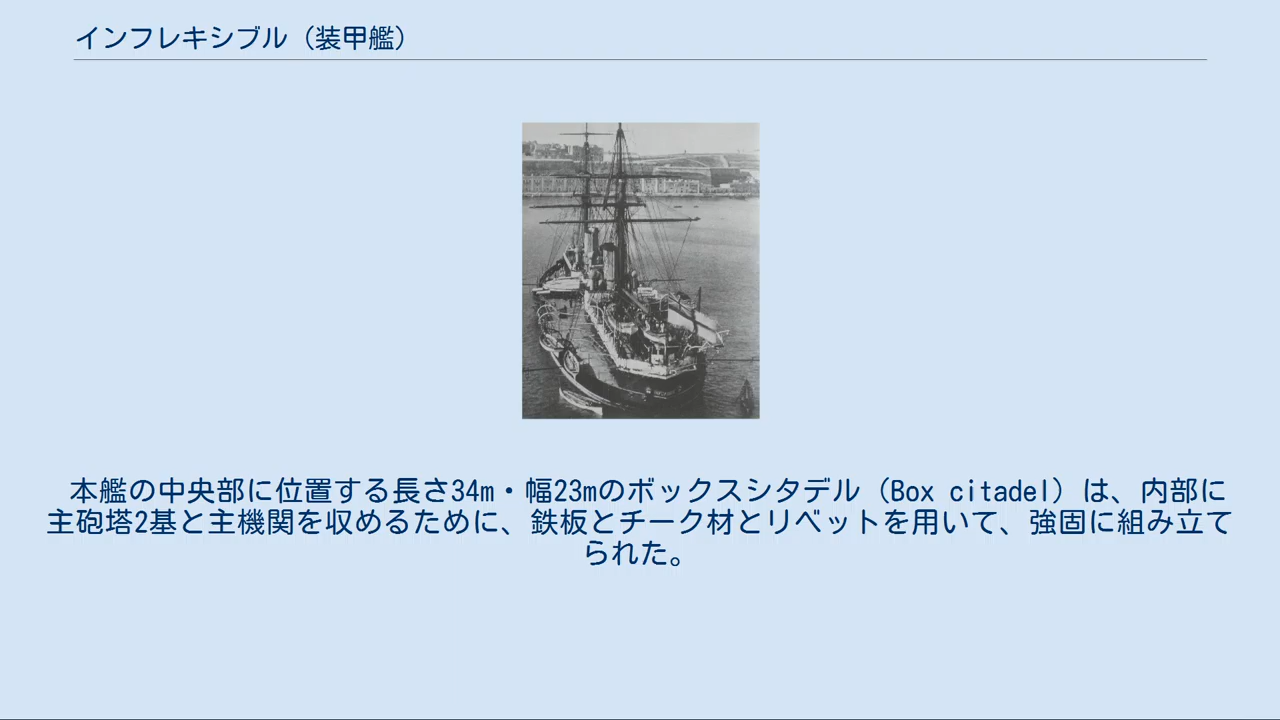 インフレキシブル（装甲艦）
本艦の中央部に位置する長さ34m・幅23mのボックスシタデル（Box citadel）は、内部に
主砲塔2基と主機関を収めるために、鉄板とチーク材とリベットを用いて、強固に組み立て
られた。